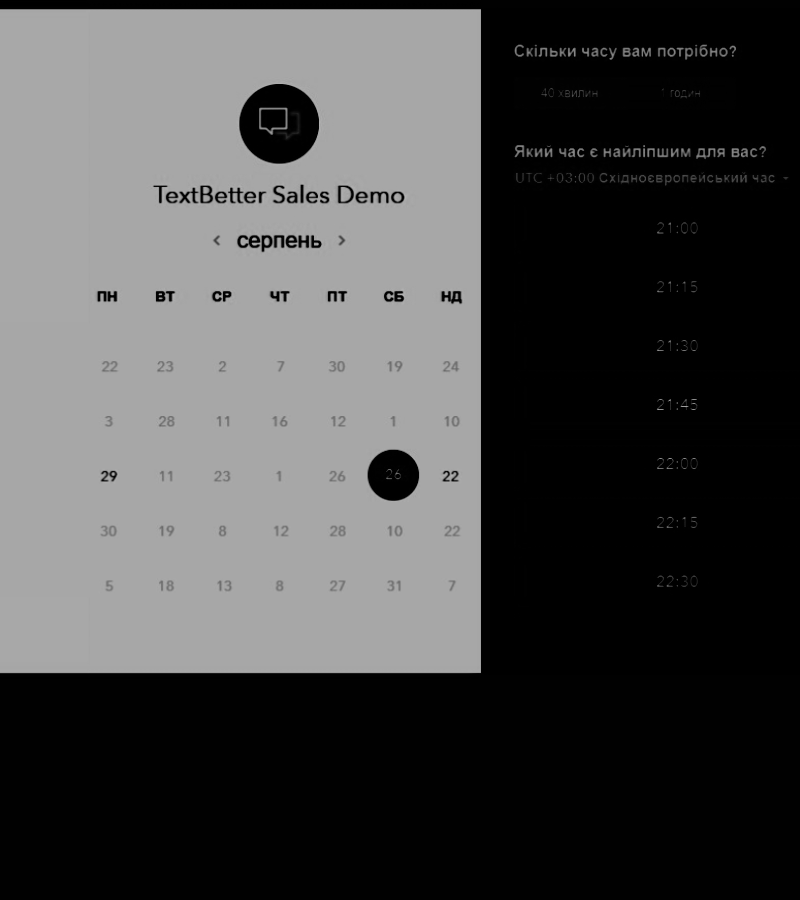 TextBetter Sales Demo
< серпень >
ПН ВТ СР ЧТ ПТ СБ НД
22 23 2 7 30 19 24
3 28 11 16 12 1 10
29 11 23 1 26 26 22
30 19 8 12 28 10 22
5 18 13 8 27 31 7
Скільки часу вам потрібно?
40 хвилин 1 годин
Який час є найліпшим для вас?
UTC +03:00 Східноєвропейський час
21:00
21:15
21:30
21:45
22:00
22:15
22:30